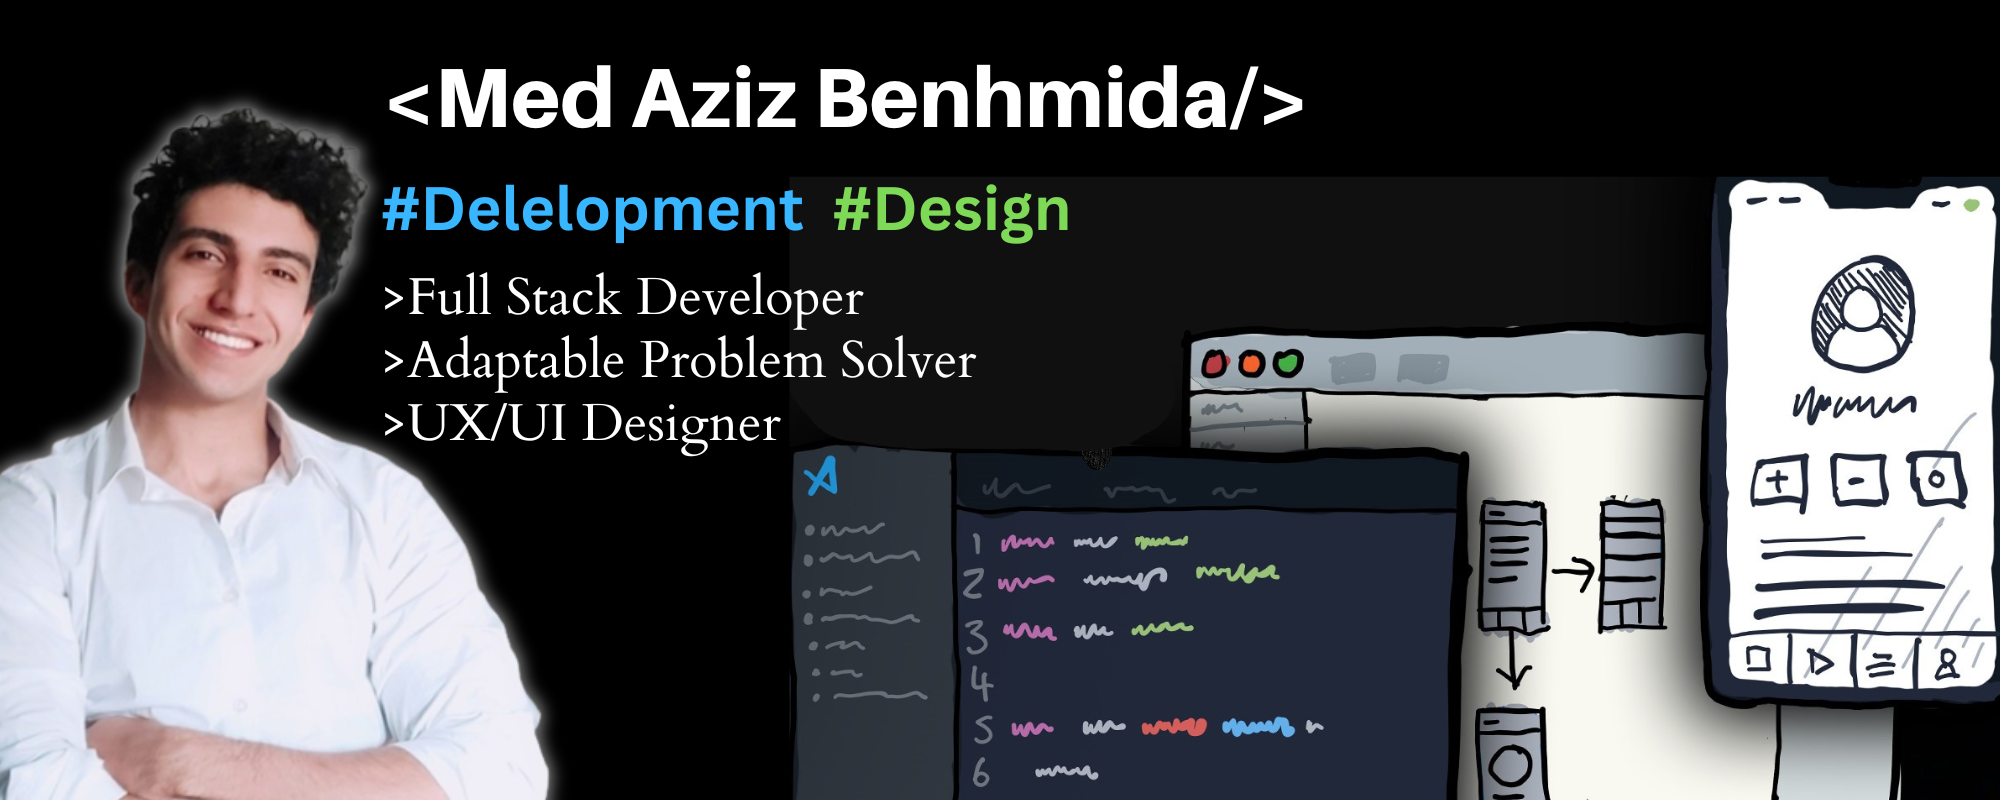 <Med Aziz Benhmida/>
#Delelopment #Design
>Full Stack Developer
>Adaptable Problem Solver
>UX/UI Designer
1
2
3
4
5
6